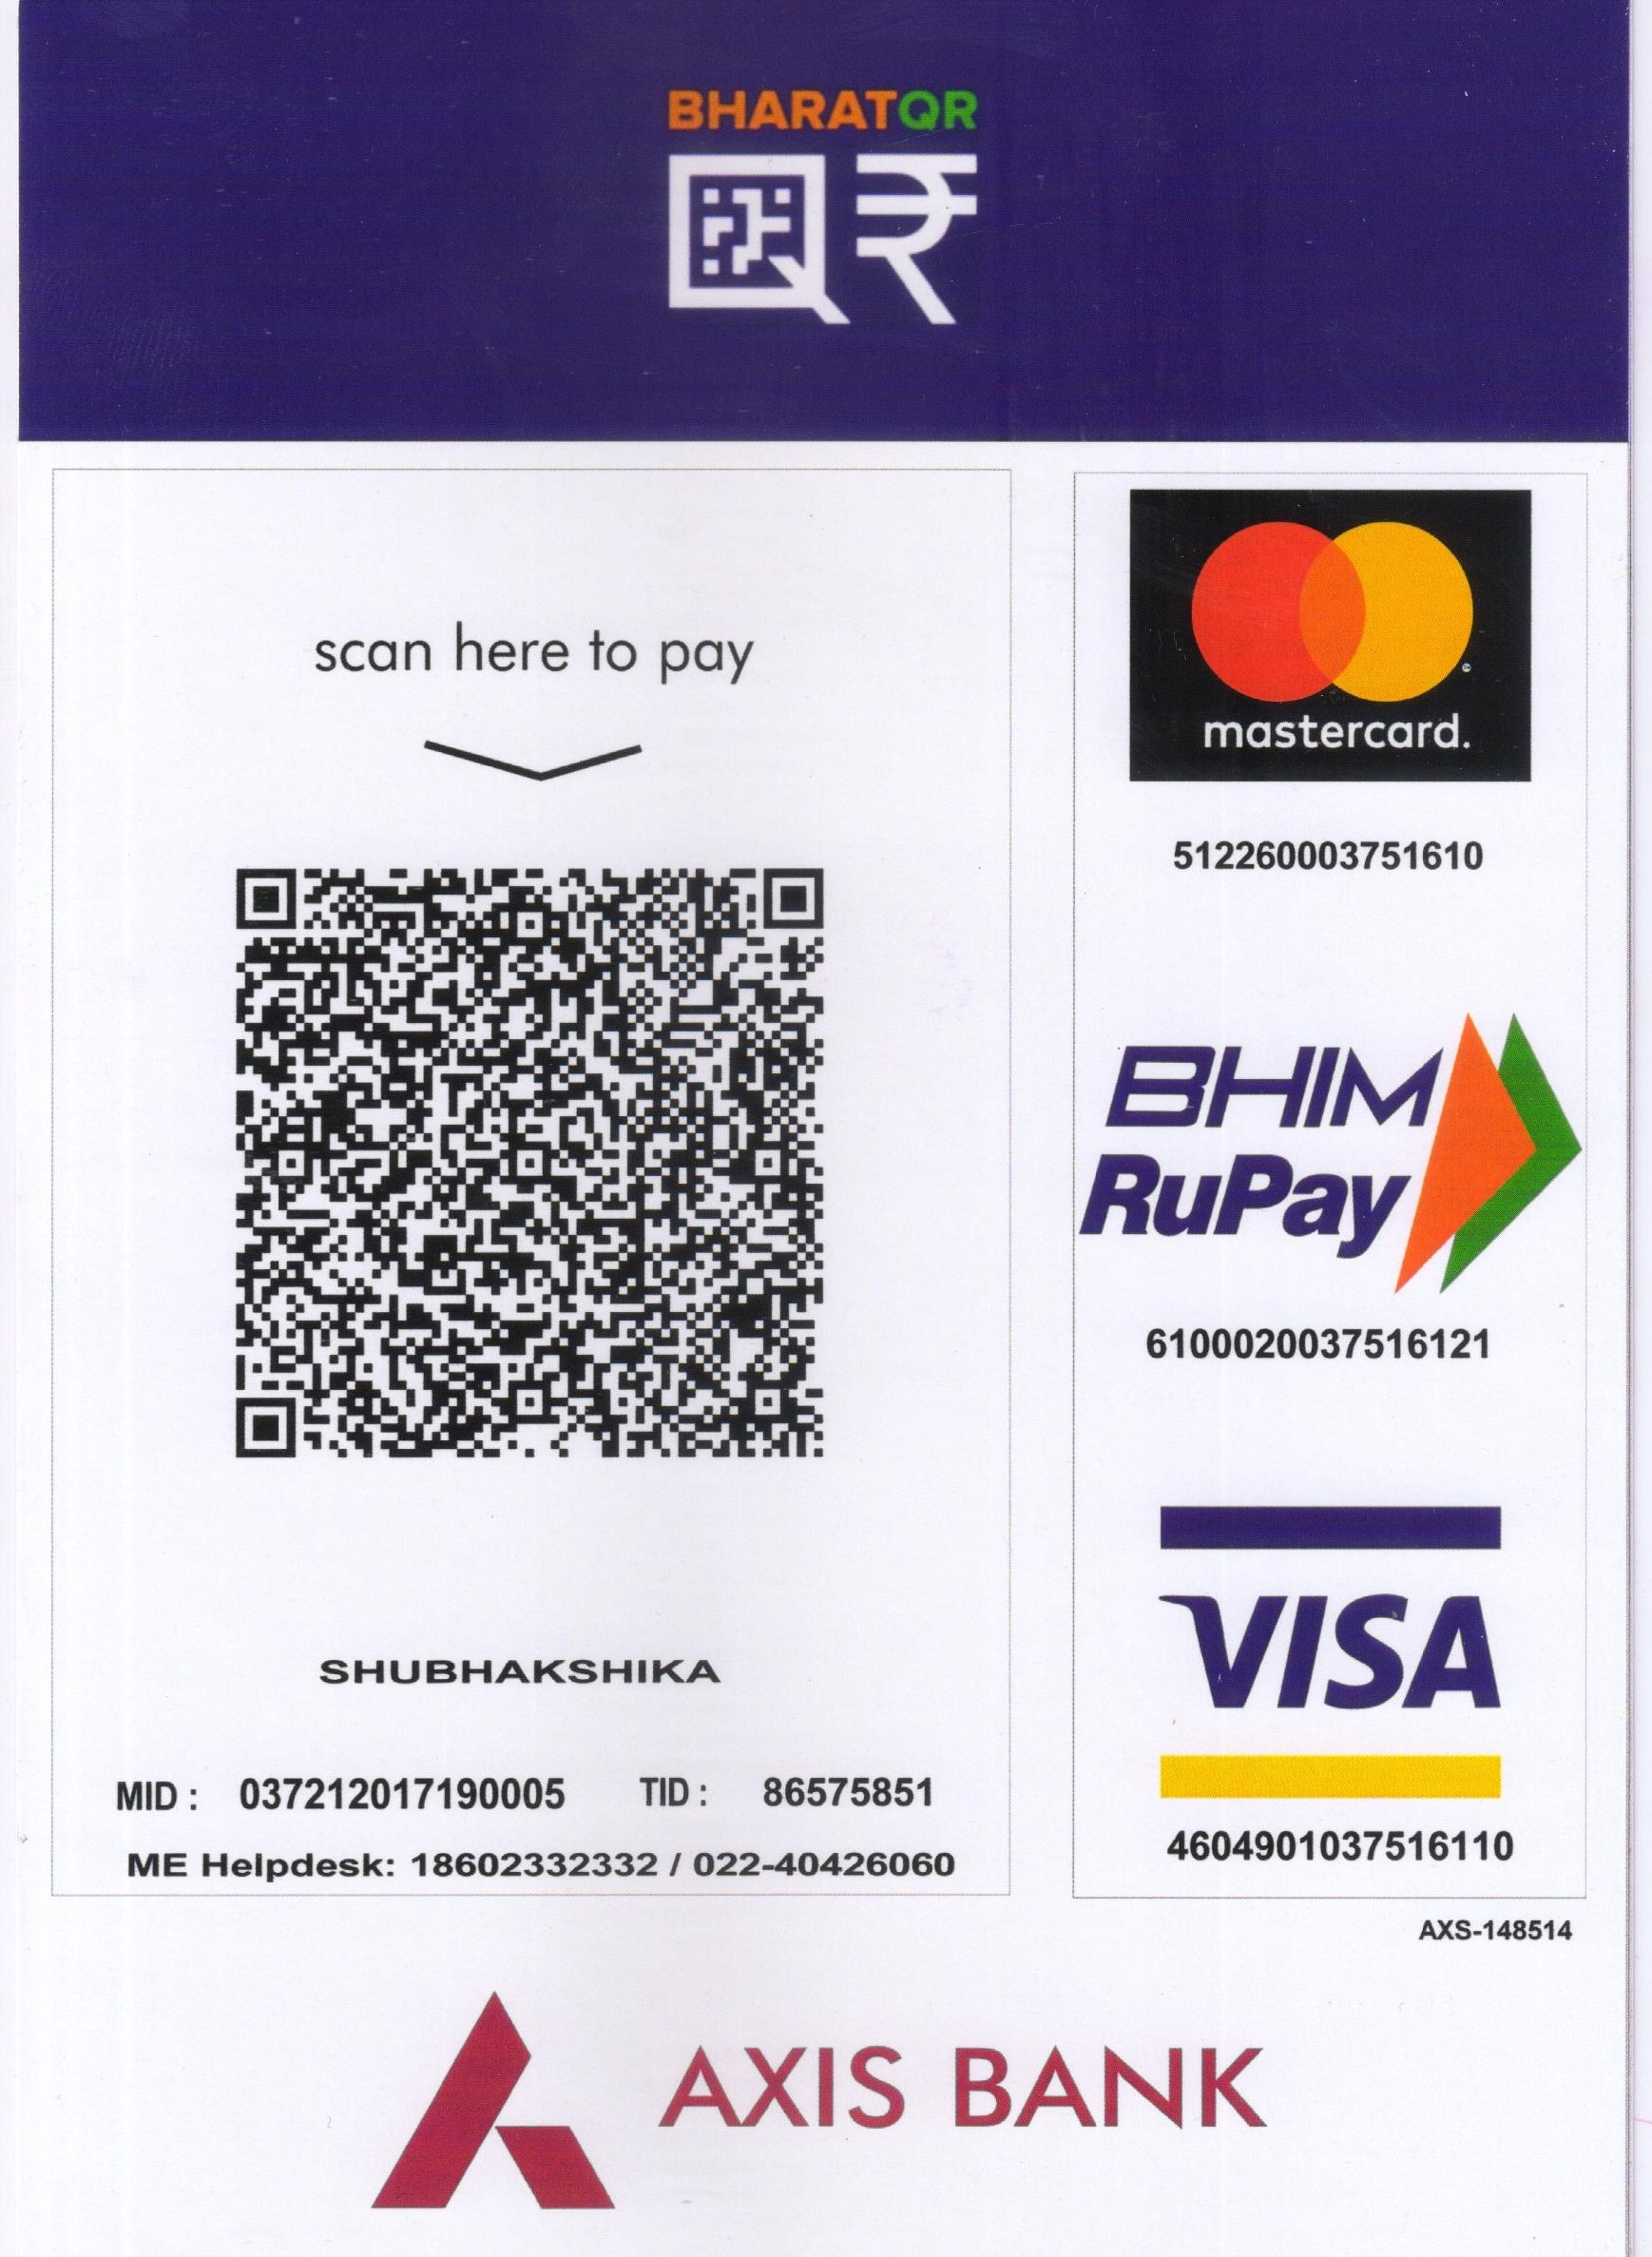 BHARATQR
scan here to pay
SHUBHAKSHIKA
MID : 037212017190005 TID : 86575851
ME Helpdesk: 18602332332 / 022-40426060
mastercard.
512260003751610
BHIM
RuPay
6100020037516121
VISA
4604901037516110
AXS-148514
AXIS BANK